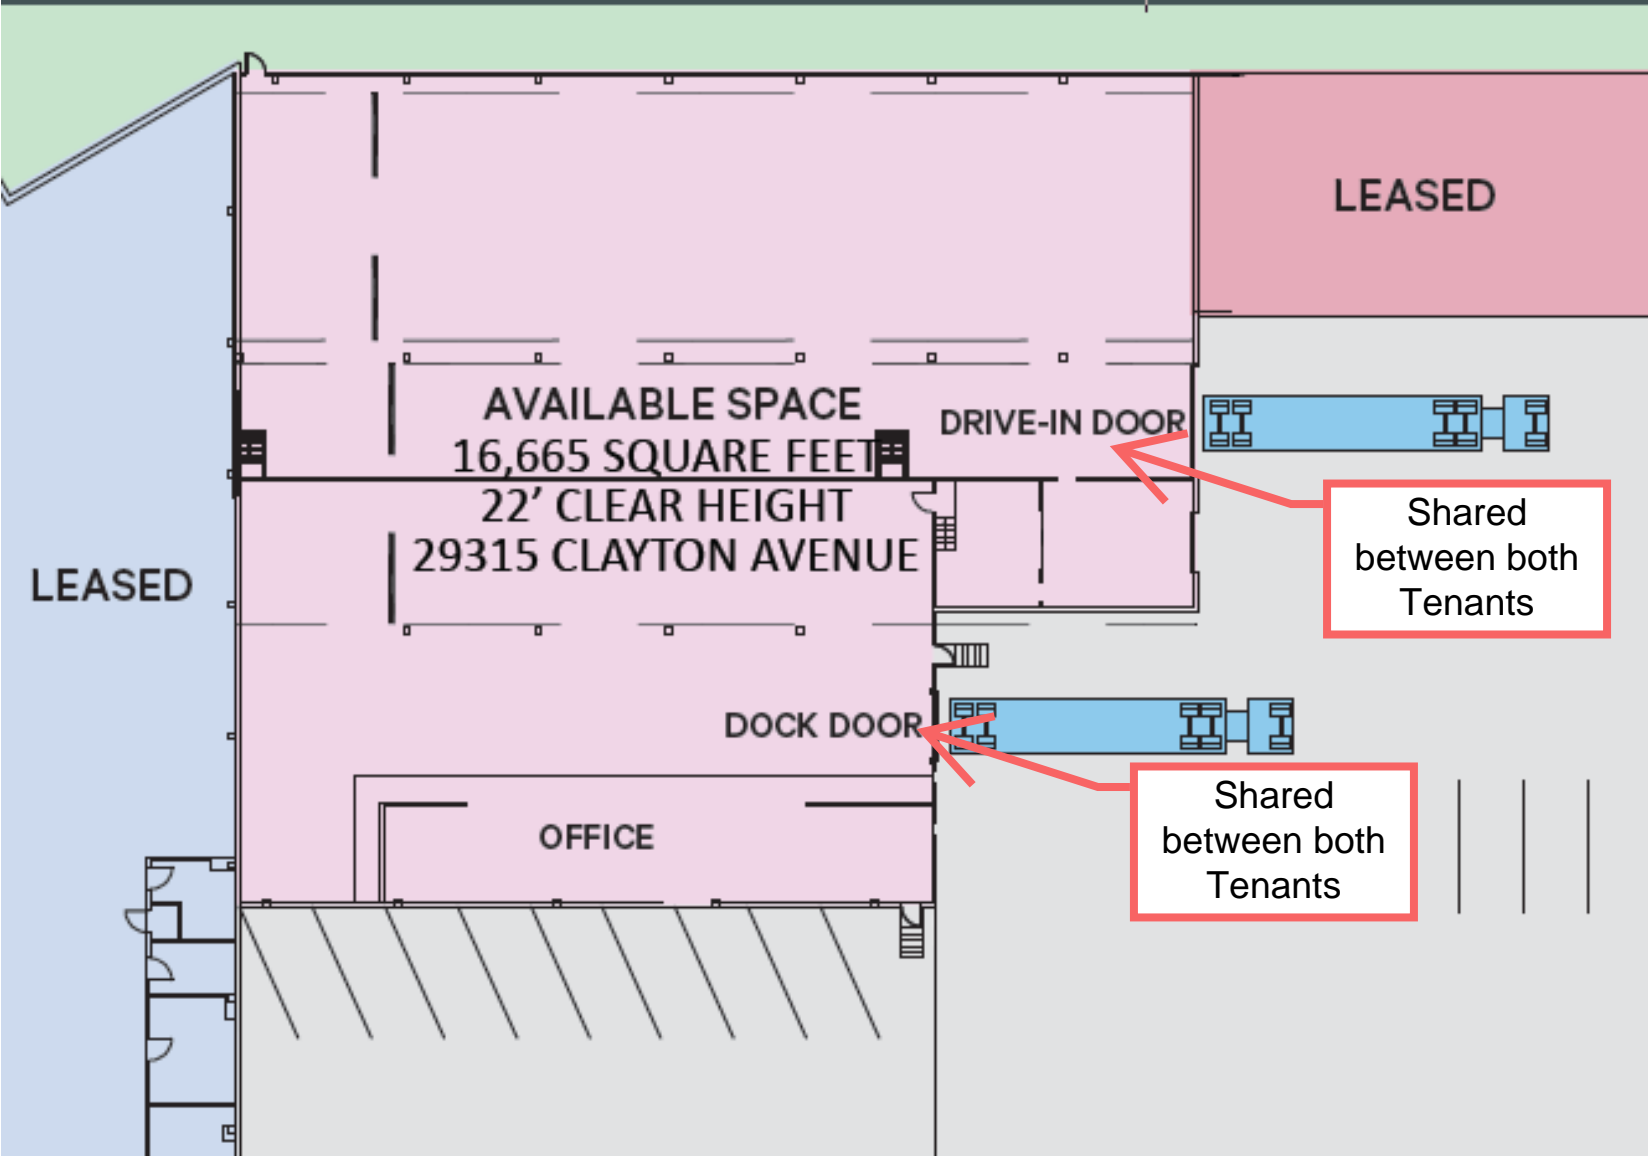 LEASED
AVAILABLE SPACE
16,665 SQUARE FEET
22’ CLEAR HEIGHT
29315 CLAYTON AVENUE
DRIVE-IN DOOR
Shared
between both
Tenants
LEASED
DOCK DOOR
Shared
between both
Tenants
OFFICE